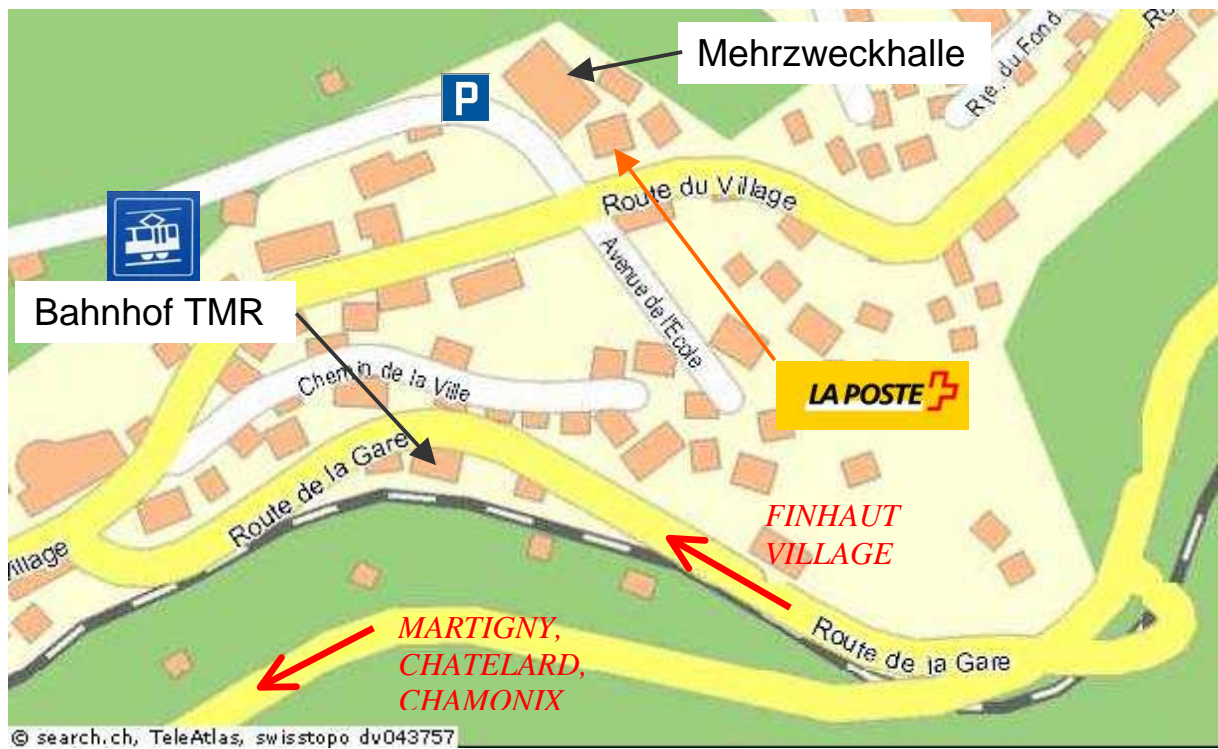 Mehrzweckhalle
P
Rte. du Fond
Route du Village
Avenue de l'Ecole
Bahnhof TMR
Chemin de la Ville
LA POSTE
Route de la Gare
FINHAUT
VILLAGE
Village
MARTIGNY,
CHATELARD,
CHAMONIX
Route de la Gare
© search.ch, TeleAtlas, swisstopo dv043757